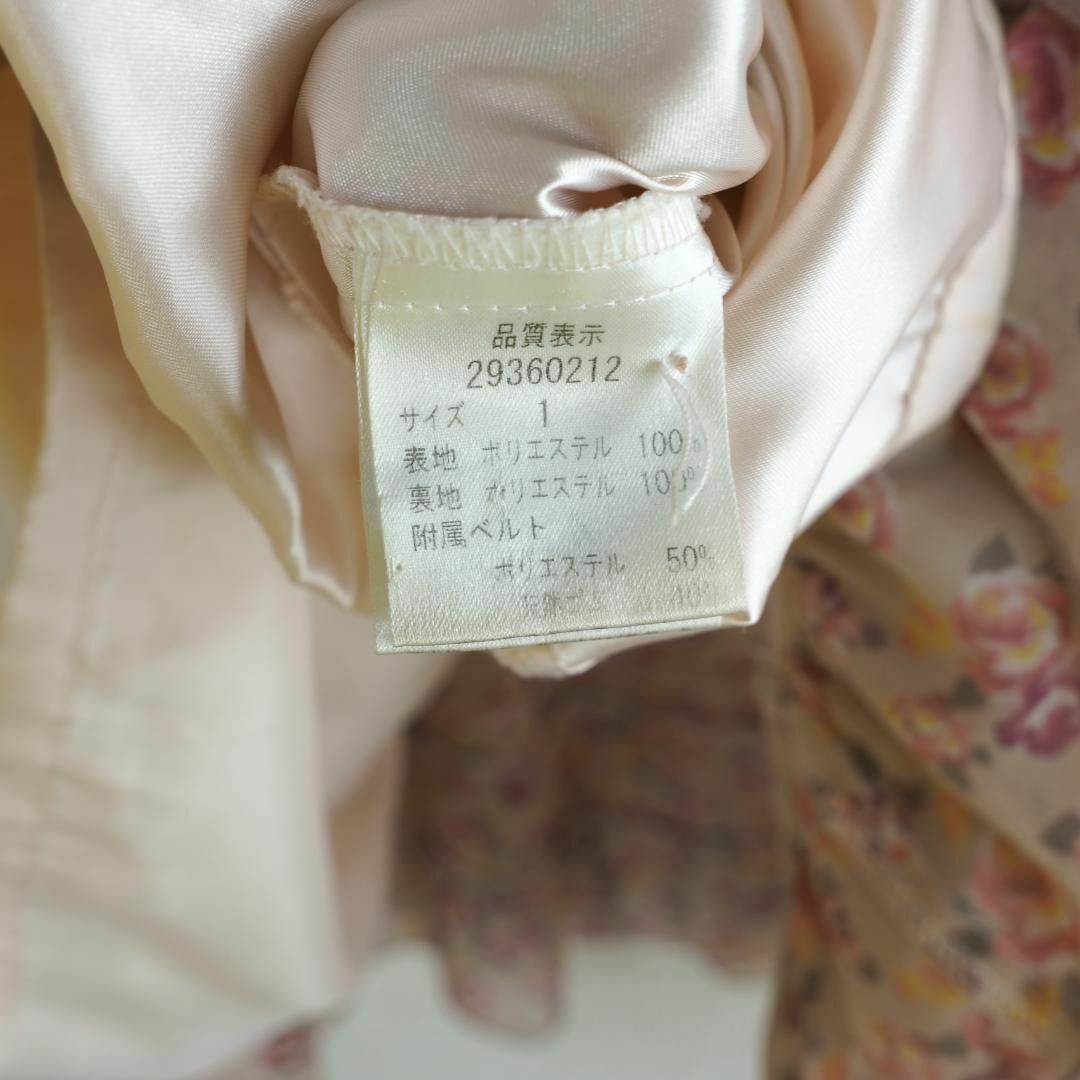 品質表示
29360212
サイズ 1
表地 ポリエステル 100%
裏地 ポリエステル 100%
附属ベルト
ポリエステル 50%
40%